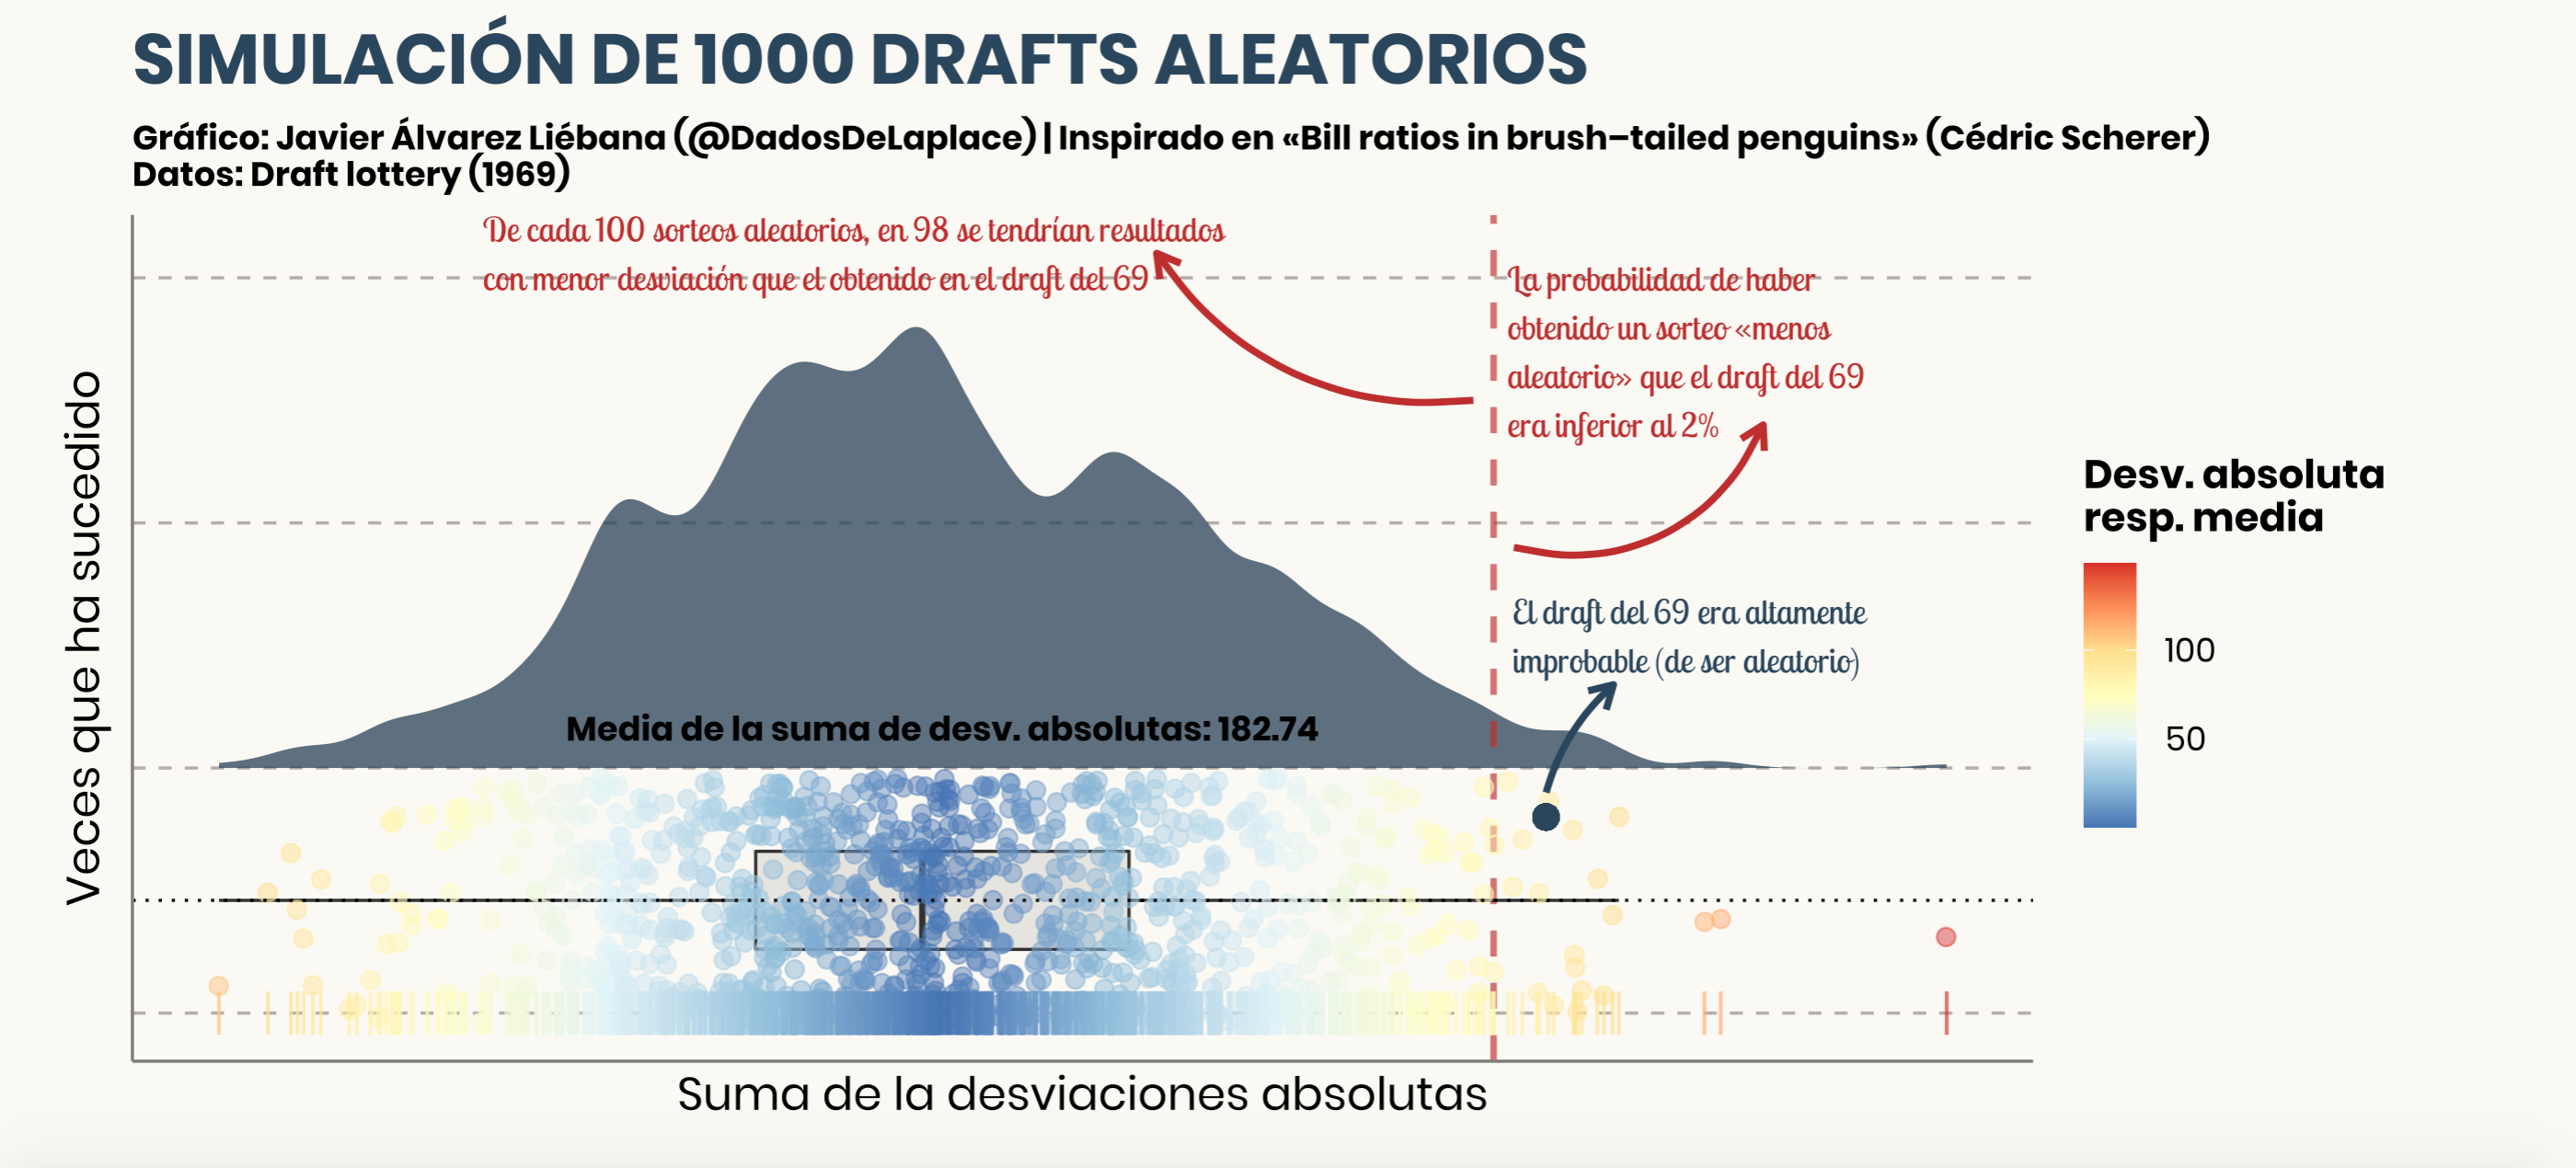 SIMULACIÓN DE 1000 DRAFTS ALEATORIOS
Gráfico: Javier Álvarez Liébana (@DadosDeLaplace) | Inspirado en «Bill ratios in brush–tailed penguins» (Cédric Scherer)
Datos: Draft lottery (1969)
De cada 100 sorteos aleatorios, en 98 se tendrían resultados
con menor desviación que el obtenido en el draft del 69
La probabilidad de haber
obtenido un sorteo «menos
aleatorio» que el draft del 69
era inferior al 2%
El draft del 69 era altamente
improbable (de ser aleatorio)
Media de la suma de desv. absolutas: 182.74
Veces que ha sucedippo
Suma de la desviaciones absolutas
Desv. absoluta
resp. media
100
50